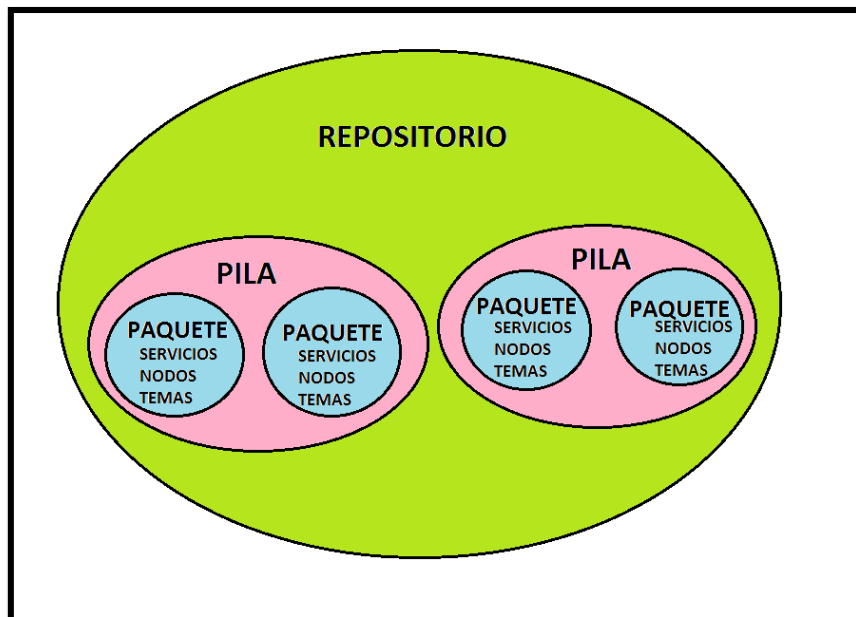 REPOSITORIO
PILA
PAQUETE
SERVICIOS
NODOS
TEMAS
PAQUETE
SERVICIOS
NODOS
TEMAS
PILA
PAQUETE
SERVICIOS
NODOS
TEMAS
PAQUETE
SERVICIOS
NODOS
TEMAS